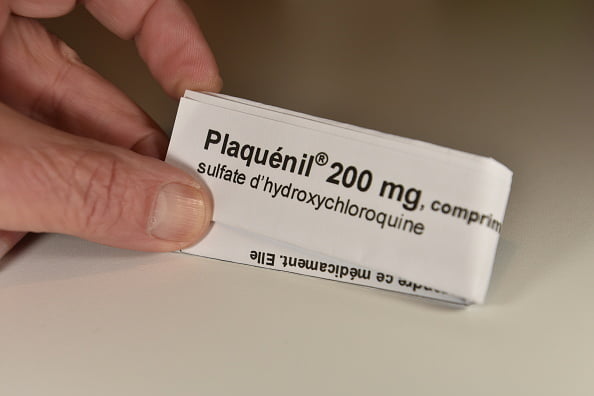 Plaquénil® 200 mg, comprim
sulfate d'hydroxychloroquine
ce médicament. Elle